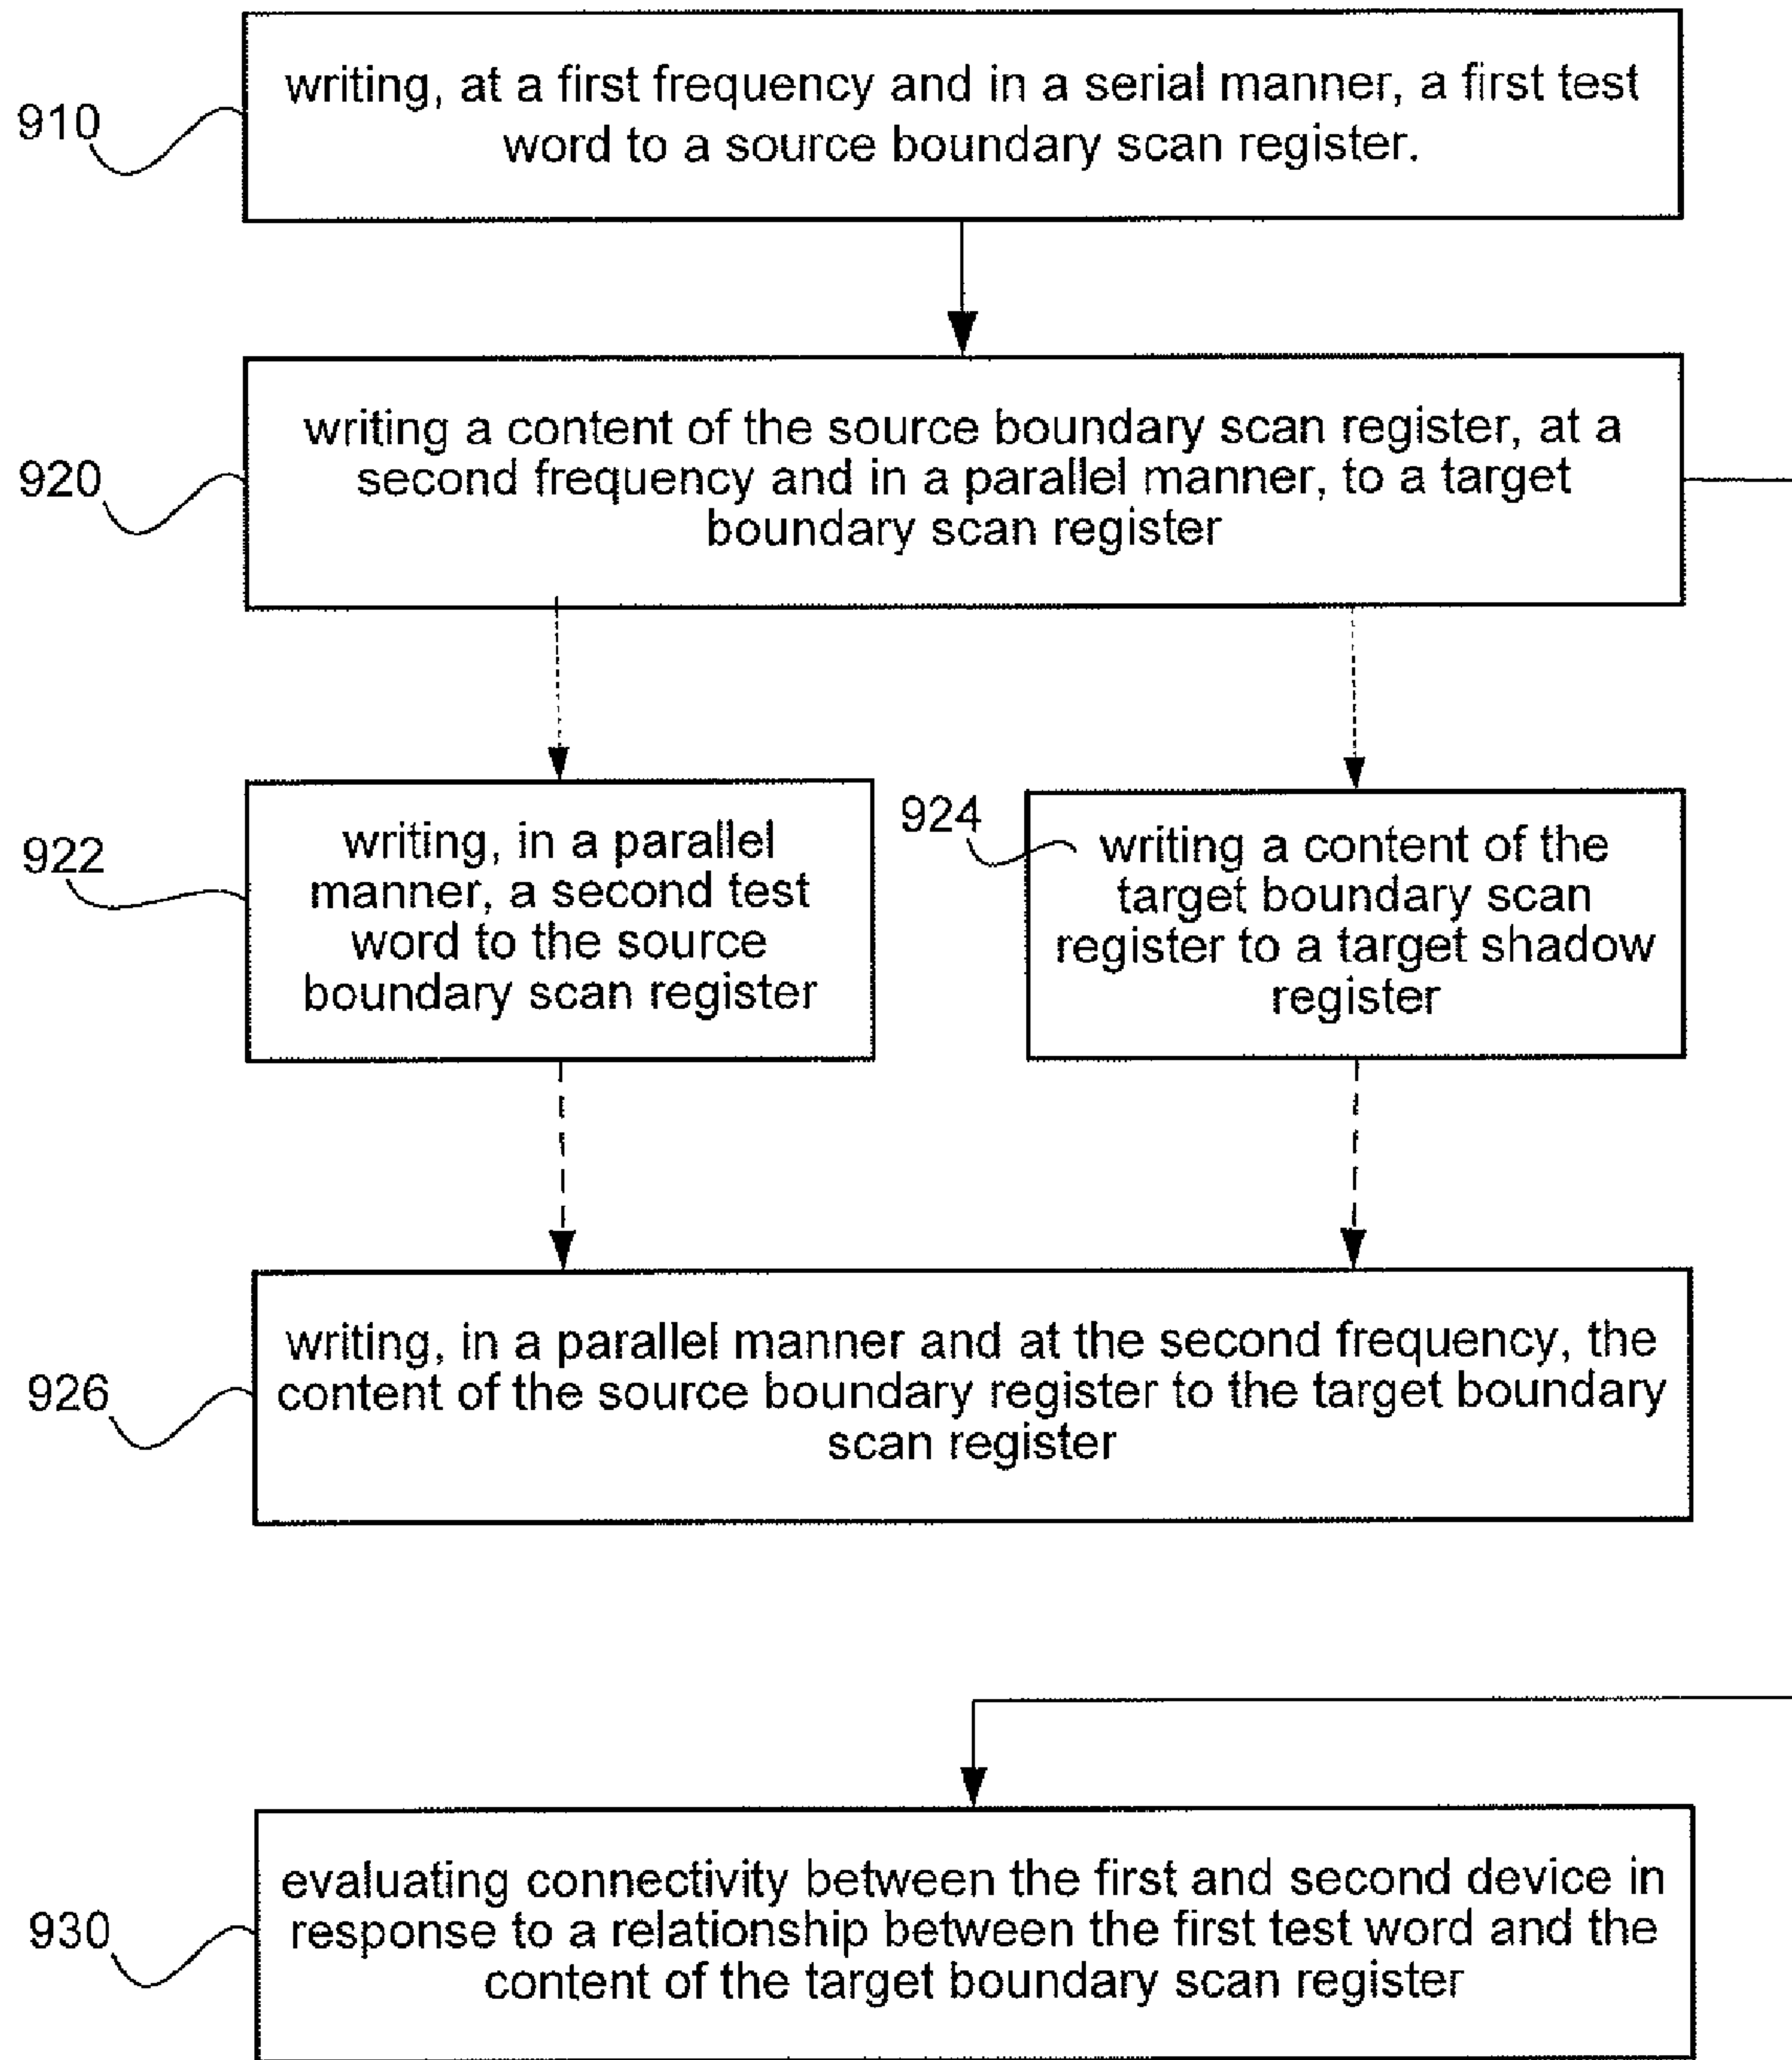 910
writing, at a first frequency and in a serial manner, a first test
word to a source boundary scan register.
920
writing a content of the source boundary scan register, at a
second frequency and in a parallel manner, to a target
boundary scan register
922
writing, in a parallel
manner, a second test
word to the source
boundary scan register
924
writing a content of the
target boundary scan
register to a target shadow
register
926
writing, in a parallel manner and at the second frequency, the
content of the source boundary register to the target boundary
scan register
930
evaluating connectivity between the first and second device in
response to a relationship between the first test word and the
content of the target boundary scan register